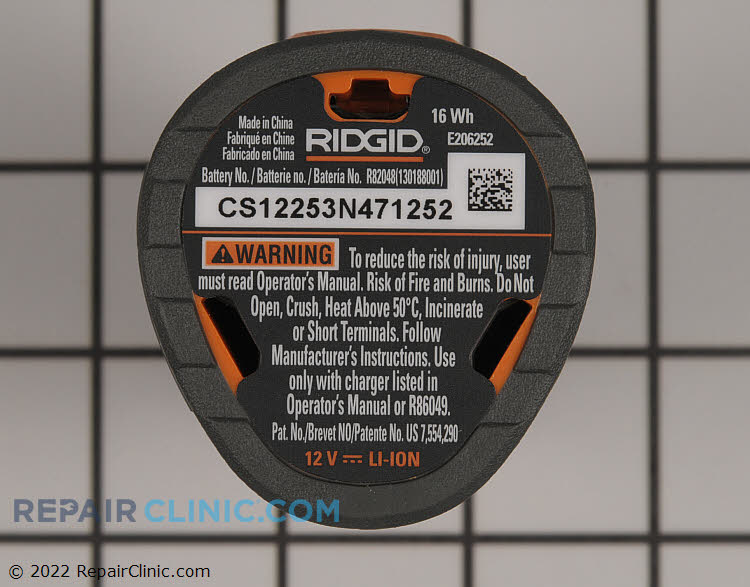 Made in China
Fabriqué en Chine
Fabricado en China
RIDGID®
16 Wh
E206252
Battery No./ Batterie no./ Batería No. R82048(130188001)
CS12253N471252
WARNING To reduce the risk of injury, user
must read Operator's Manual. Risk of Fire and Burns. Do Not
Open, Crush, Heat Above 50°C, Incinerate
or Short Terminals. Follow
Manufacturer's Instructions. Use
only with charger listed in
Operator's Manual or R86049.
Pat. No./Brevet NO/Patente No. US 7,554,290
12 V LI-ION
REPAIR CLINIC.COM
© 2022 RepairClinic.com